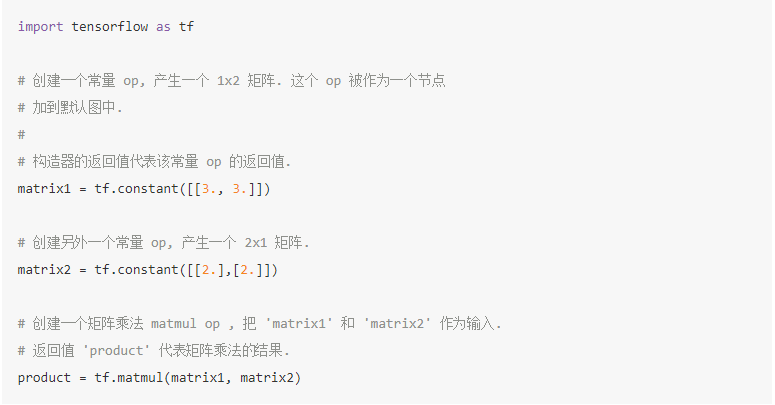 import tensorflow as tf
# 创建一个常量 op, 产生一个 1x2 矩阵. 这个 op 被作为一个节点
# 加到默认图中.
#
# 构造器的返回值代表该常量 op 的返回值.
matrix1 = tf.constant([[3., 3.]])
# 创建另外一个常量 op, 产生一个 2x1 矩阵.
matrix2 = tf.constant([[2.],[2.]])
# 创建一个矩阵乘法 matmul op , 把 'matrix1' 和 'matrix2' 作为输入.
# 返回值 'product' 代表矩阵乘法的结果.
product = tf.matmul(matrix1, matrix2)